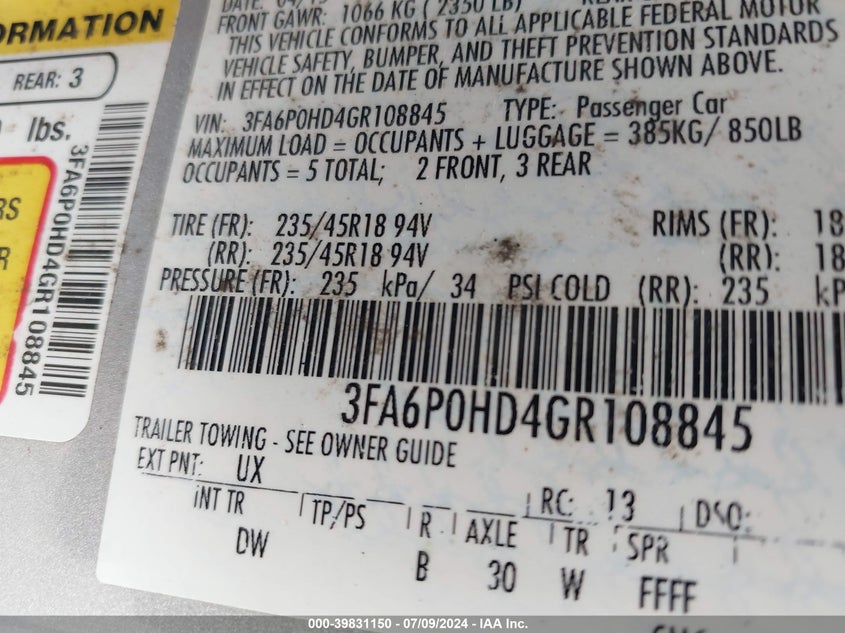 ORMATION
REAR: 3
lbs.
3FA6P0HD4GR108845
RS
R
FRONT GAWR: 1066 KG ( 2350 LB)
THIS VEHICLE CONFORMS TO ALL APPLICABLE FEDERAL MOTOR
VEHICLE SAFETY, BUMPER, AND THEFT PREVENTION STANDARDS
IN EFFECT ON THE DATE OF MANUFACTURE SHOWN ABOVE.
VIN: 3FA6P0HD4GR108845 TYPE: Passenger Car
MAXIMUM LOAD = OCCUPANTS + LUGGAGE = 385KG/ 850LB
OCCUPANTS = 5 TOTAL; 2 FRONT, 3 REAR
TIRE (FR): 235/45R18 94V RIMS (FR): 18
(RR): 235/45R18 94V (RR): 18
PRESSURE (FR): 235 kPa/ 34 PSI COLD (RR): 235 kP
3FA6P0HD4GR108845
TRAILER TOWING - SEE OWNER GUIDE
EXT PNT: UX RC: 13 DSO:
INT TR TP/PS R AXLE TR SPR
DW B 30 W FFFF
000-39831150 - 07/09/2024 - IAA Inc.